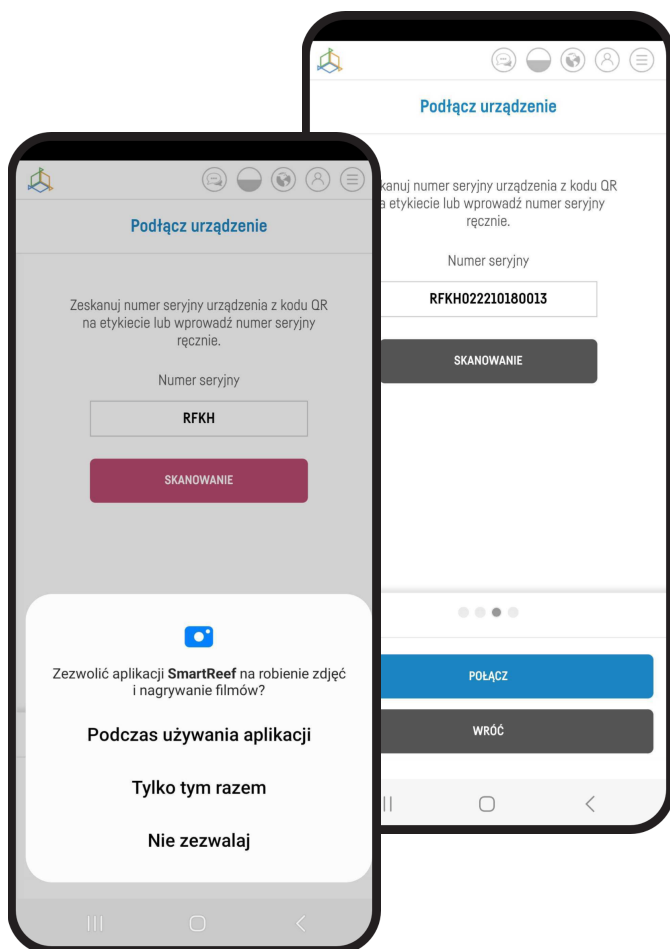 Podłącz urządzenie
Zeskanuj numer seryjny urządzenia z kodu QR
na etykiecie lub wprowadź numer seryjny
ręcznie.
Numer seryjny
RFKH
SKANOWANIE
Zezwolić aplikacji SmartReef na robienie zdjęć
i nagrywanie filmów?
Podczas używania aplikacji
Tylko tym razem
Nie zezwalaj
Podłącz urządzenie
kanuj numer seryjny urządzenia z kodu QR
a etykiecie lub wprowadź numer seryjny
ręcznie.
Numer seryjny
RFKH022210180013
SKANOWANIE
POŁĄCZ
WRÓĆ